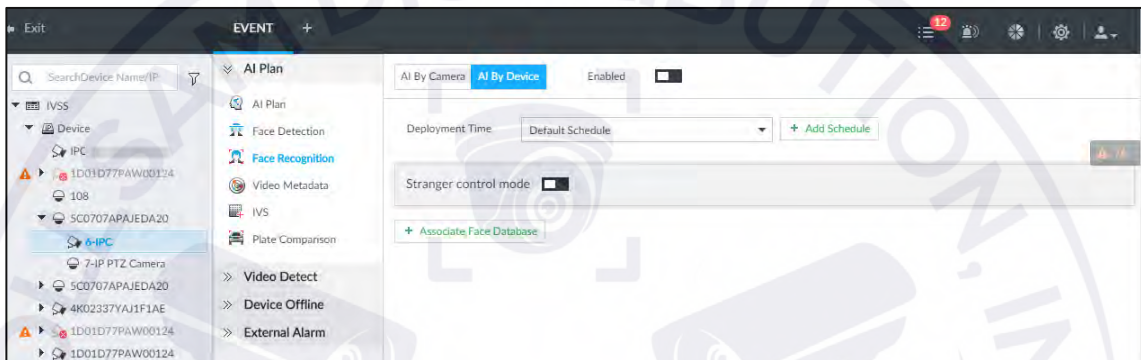 Exit
EVENT +
12
SearchDevice Name/IP
IVSS
Device
IPC
1D01D77PAW00124
108
5C0707APAJEDA20
6-IPC
7-IP PTZ Camera
5C0707APAJEDA20
4K02337YAJ1F1AE
1D01D77PAW00124
1D01D77PAW00124
AI Plan
AI Plan
Face Detection
Face Recognition
Video Metadata
IVS
Plate Comparison
Video Detect
Device Offline
External Alarm
AI By Camera AI By Device Enabled
Deployment Time Default Schedule + Add Schedule
Stranger control mode
+ Associate Face Database